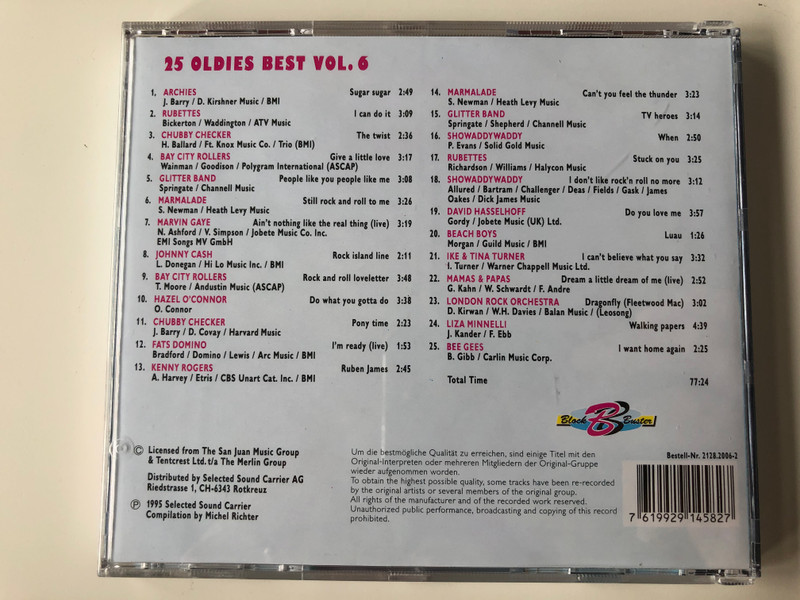 25 OLDIES BEST VOL. 6
1. ARCHIES Sugar sugar 2:49
J. Barry / D. Kirshner Music / BMI
2. RUBETTES I can do it 3:09
Bickerton / Waddington / ATV Music
3. CHUBBY CHECKER The twist 2:36
H. Ballard / Ft. Knox Music Co. / Trio (BMI)
4. BAY CITY ROLLERS Give a little love 3:17
Wainman / Goodison / Polygram International (ASCAP)
5. GLITTER BAND People like you people like me 3:08
Springate / Channell Music
6. MARMALADE Still rock and roll to me 3:26
S. Newman / Heath Levy Music
7. MARVIN GAYE Ain't nothing like the real thing (live) 3:19
N. Ashford / V. Simpson / Jobete Music Co. Inc.
EMI Songs MV GmbH
8. JOHNNY CASH Rock island line 2:11
L. Donegan / Hi Lo Music Inc. / BMI
9. BAY CITY ROLLERS Rock and roll loveletter 3:48
T. Moore / Andustin Music (ASCAP)
10. HAZEL O'CONNOR Do what you gotta do 3:38
O. Connor
11. CHUBBY CHECKER Pony time 2:23
J. Barry / D. Covay / Harvard Music
12. FATS DOMINO I'm ready (live) 1:53
Bradford / Domino / Lewis / Arc Music / BMI
13. KENNY ROGERS Ruben James 2:45
A. Harvey / Etris / CBS Unart Cat. Inc. / BMI
14. MARMALADE Can't you feel the thunder 3:23
S. Newman / Heath Levy Music
15. GLITTER BAND TV heroes 3:14
Springate / Shepherd / Channell Music
16. SHOWADDYWADDY When 2:50
P. Evans / Solid Gold Music
17. RUBETTES Stuck on you 3:25
Richardson / Williams / Halycon Music
18. SHOWADDYWADDY I don't like rock'n roll no more 3:12
Allured / Bartram / Challenger / Deas / Fields / Gask / James
Oakes / Dick James Music
19. DAVID HASSELHOFF Do you love me 3:57
Gordy / Jobete Music (UK) Ltd.
20. BEACH BOYS Luau 1:26
Morgan / Guild Music / BMI
21. IKE & TINA TURNER I can't believe what you say 3:32
I. Turner / Warner Chappell Music Ltd.
22. MAMAS & PAPAS Dream a little dream of me (live) 2:52
G. Kahn / W. Schwardt / F. Andre
23. LONDON ROCK ORCHESTRA Dragonfly (Fleetwood Mac) 3:02
D. Kirwan / W.H. Davies / Balan Music / (Leosong)
24. LIZA MINNELLI Walking papers 4:39
J. Kander / F. Ebb
25. BEE GEES I want home again 2:25
B. Gibb / Carlin Music Corp.
Total Time 77:24
Block B Buster
© Licensed from The San Juan Music Group
& Tentcrest Ltd. t/a The Merlin Group
Distributed by Selected Sound Carrier AG
Riedstrasse 1, CH-6343 Rotkreuz
℗ 1995 Selected Sound Carrier
Compilation by Michel Richter
Um die bestmögliche Qualität zu erreichen, sind einige Titel mit den
Original-Interpreten oder mehreren Mitgliedern der Original-Gruppe
wieder aufgenommen worden.
To obtain the highest possible quality, some tracks have been re-recorded
by the original artists or several members of the original group.
All rights of the manufacturer and of the recorded work reserved.
Unauthorized public performance, broadcasting and copying of this record
prohibited.
Bestell-Nr. 2128.2006-2
7 619929 145827